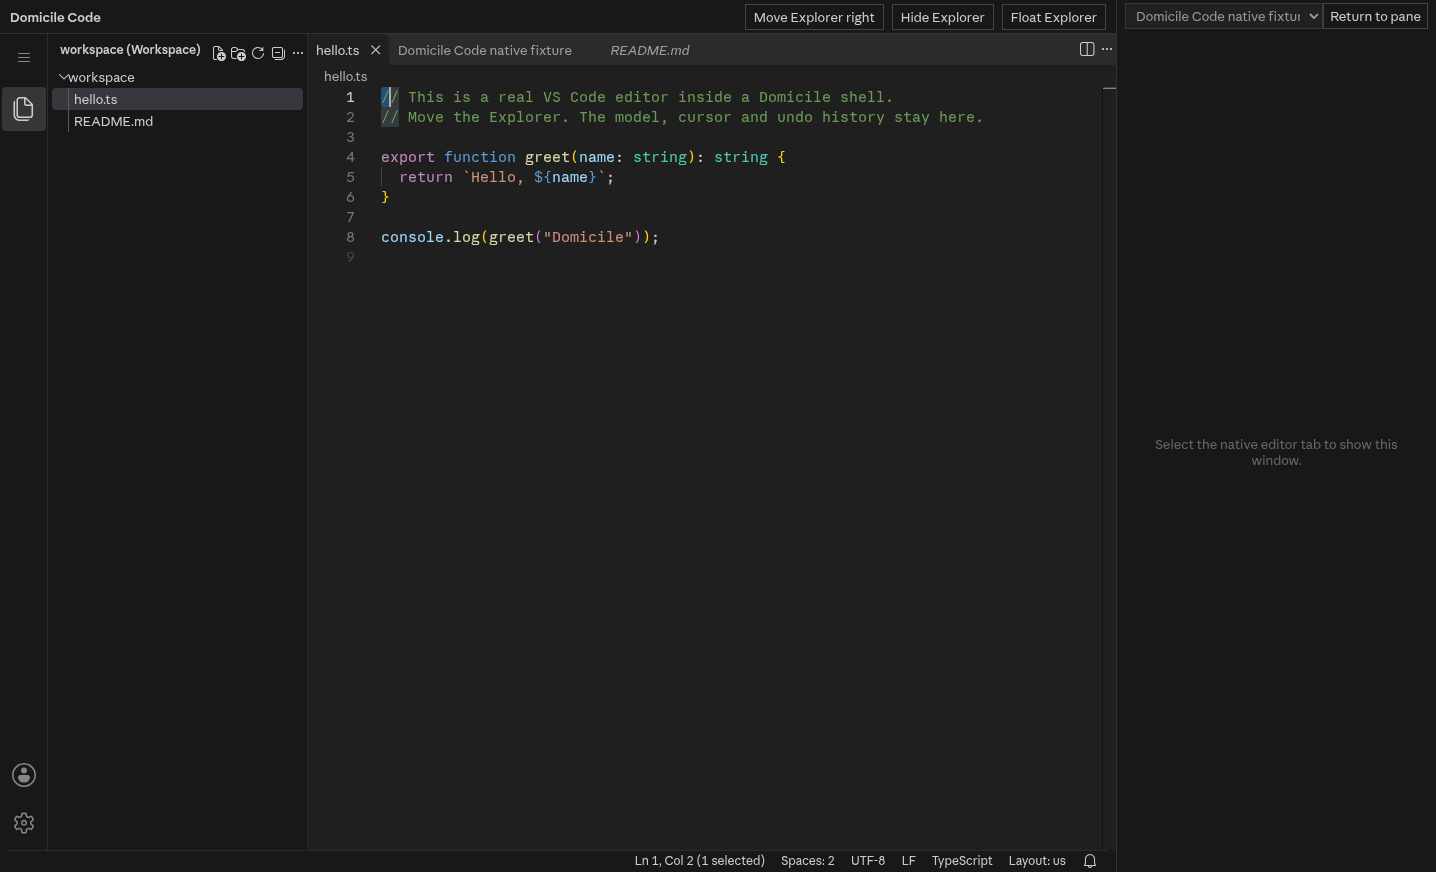 Domicile Code
Move Explorer right
Hide Explorer
Float Explorer
Domicile Code native fixtur
Return to pane
workspace (Workspace)
hello.ts
Domicile Code native fixture
README.md
workspace
hello.ts
README.md
hello.ts
1 // This is a real VS Code editor inside a Domicile shell.
2 // Move the Explorer. The model, cursor and undo history stay here.
3
4 export function greet(name: string): string {
5   return `Hello, ${name}`;
6 }
7
8 console.log(greet("Domicile"));
9
Select the native editor tab to show this
window.
Ln 1, Col 2 (1 selected)
Spaces: 2
UTF-8
LF
TypeScript
Layout: us